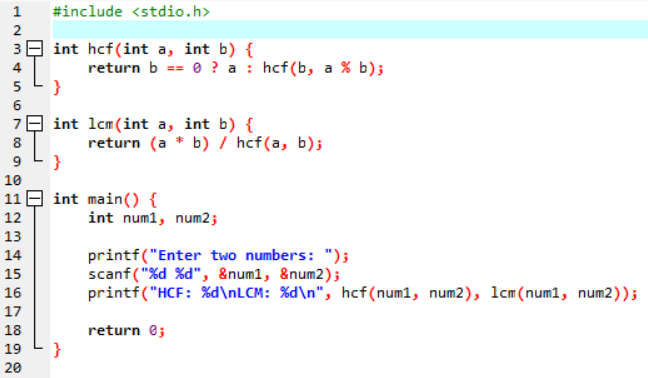 1 #include <stdio.h>
2
3 int hcf(int a, int b) {
4     return b == 0 ? a : hcf(b, a % b);
5 }
6
7 int lcm(int a, int b) {
8     return (a * b) / hcf(a, b);
9 }
10
11 int main() {
12     int num1, num2;
13
14     printf("Enter two numbers: ");
15     scanf("%d %d", &num1, &num2);
16     printf("HCF: %d\nLCM: %d\n", hcf(num1, num2), lcm(num1, num2));
17
18     return 0;
19 }
20